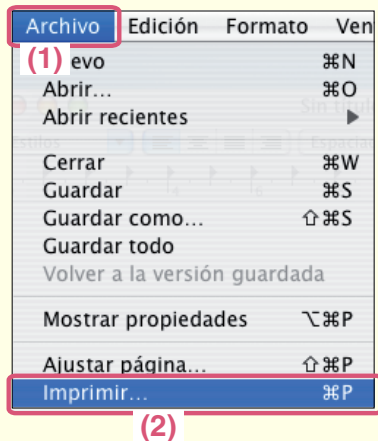 Archivo Edición Formato Ven
(1) evo ⌘N
Abrir... ⌘O
Abrir recientes ▶
Cerrar ⌘W
Guardar ⌘S
Guardar como... ⇧⌘S
Guardar todo
Volver a la versión guardada
Mostrar propiedades ⌥⌘P
Ajustar página... ⇧⌘P
Imprimir... ⌘P
(2)